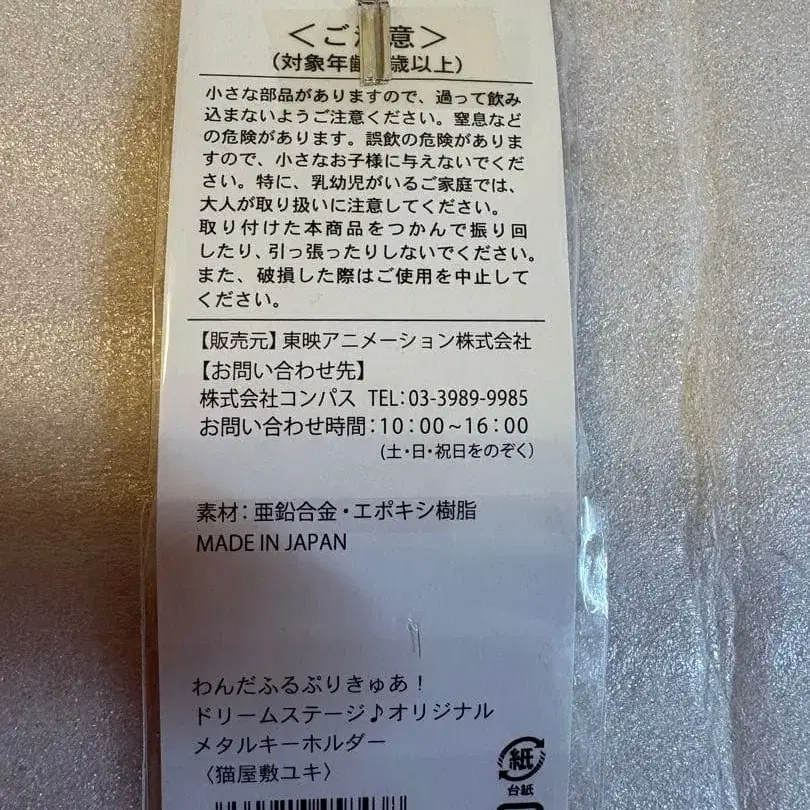 ＜ご注意＞
（対象年齢 歳以上）
小さな部品がありますので、過って飲み
込まないようご注意ください。窒息など
の危険があります。誤飲の危険がありま
すので、小さなお子様に与えないでくだ
さい。特に、乳幼児がいるご家庭では、
大人が取り扱いに注意してください。
取り付けた本商品をつかんで振り回
したり、引っ張ったりしないでください。
また、破損した際はご使用を中止して
ください。
【販売元】東映アニメーション株式会社
【お問い合わせ先】
株式会社コンパス TEL：03-3989-9985
お問い合わせ時間：10：00～16：00
（土・日・祝日をのぞく）
素材：亜鉛合金・エポキシ樹脂
MADE IN JAPAN
わんだふるぷりきゅあ！
ドリームステージ♪オリジナル
メタルキーホルダー
〈猫屋敷ユキ〉
紙
台紙